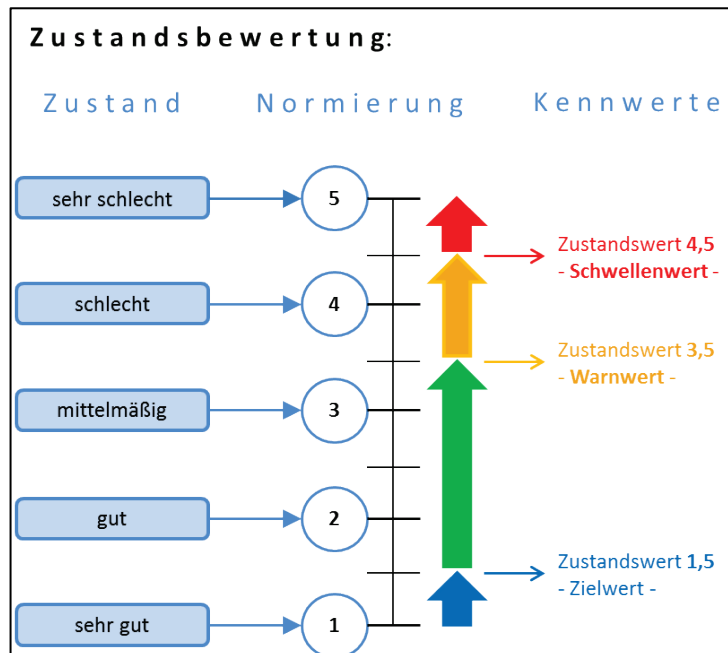 Zustandsbewertung:
Zustand Normierung Kennwerte
sehr schlecht 5
Zustandswert 4,5
- Schwellenwert -
schlecht 4
Zustandswert 3,5
- Warnwert -
mittelmäßig 3
gut 2
Zustandswert 1,5
- Zielwert -
sehr gut 1